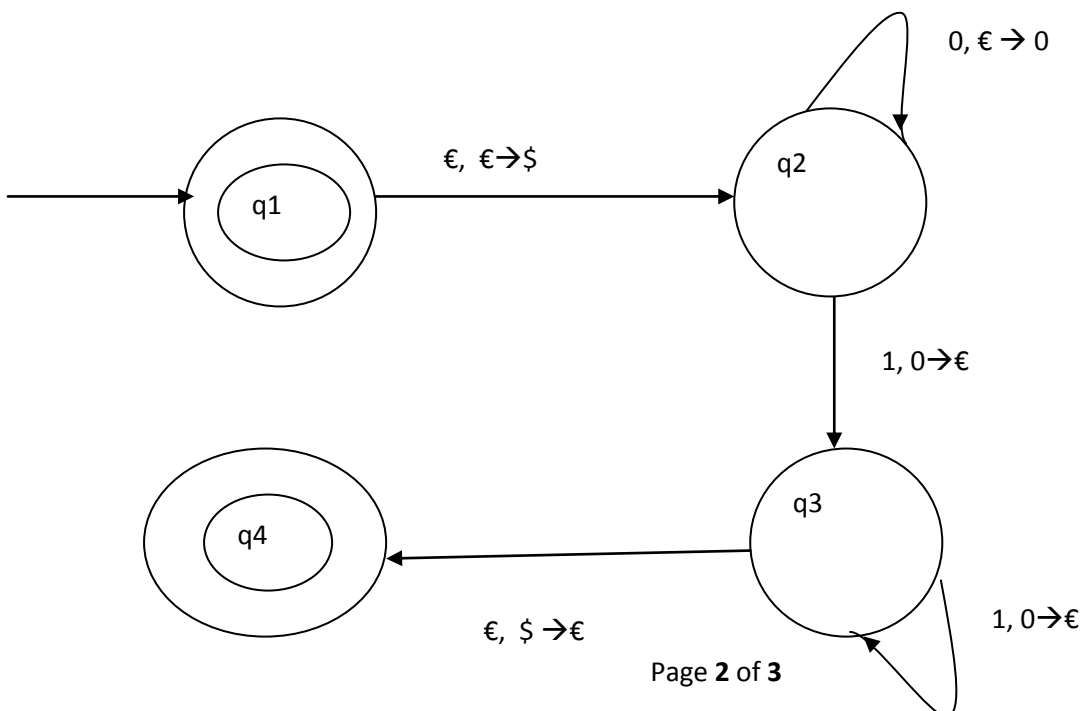 0, € → 0
€, €→$
q2
q1
1, 0→€
q3
q4
1, 0→€
€, $ →€
Page 2 of 3